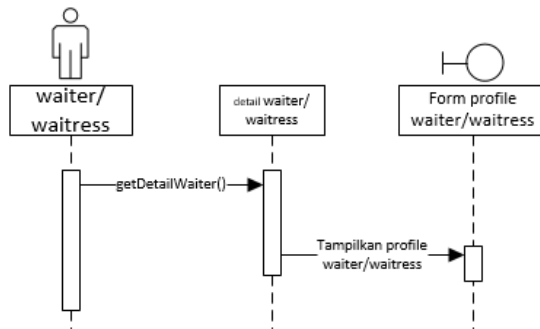 waiter/
waitress
detail waiter/
waitress
Form profile
waiter/waitress
getDetailWaiter()
Tampilkan profile
waiter/waitress